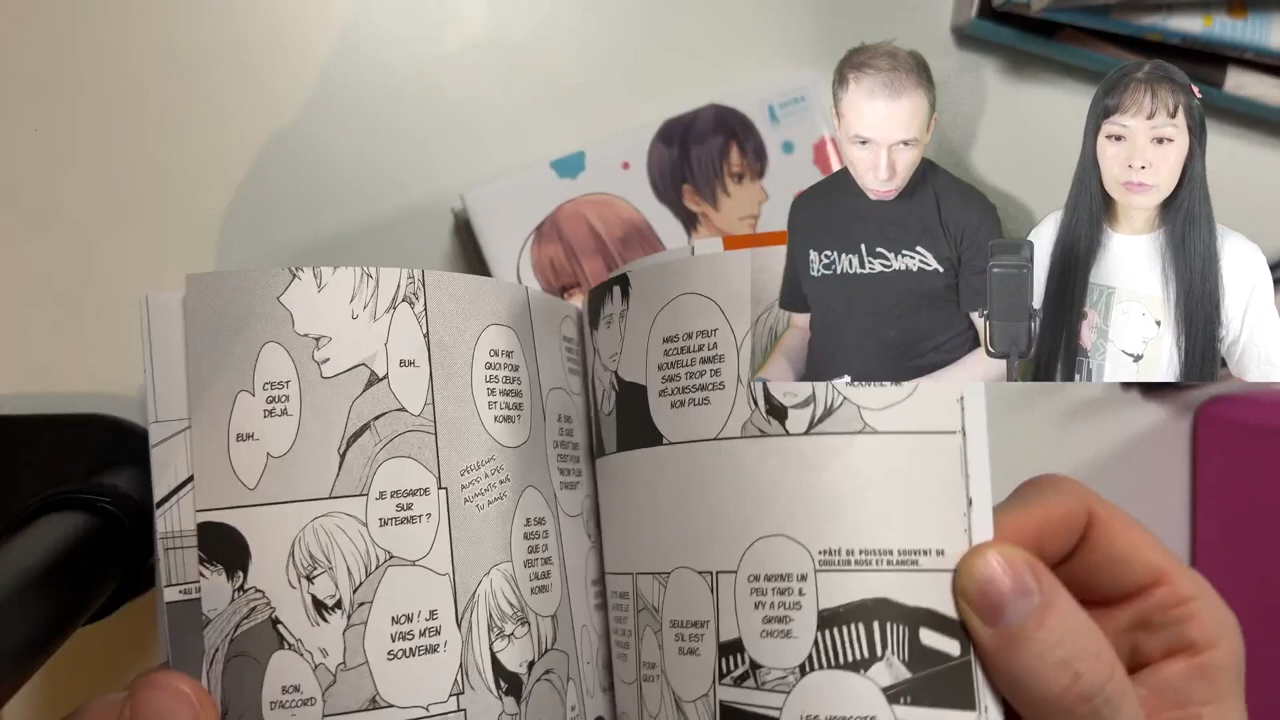 C'EST
QUOI
DÉJÀ...
EUH...
EUH...
ON FAIT
QUOI POUR
LES ŒUFS
DE HARENG
ET L'ALGUE
KONBU ?
RÉFLÉCHIS
AUSSI À DES
ALIMENTS QUE
TU AIMES
JE SAIS
AUSSI CE
QUE ÇA
VEUT DIRE,
L'ALGUE
KONBU !
JE REGARDE
SUR
INTERNET ?
NON ! JE
VAIS M'EN
SOUVENIR !
BON,
D'ACCORD
JE SAIS
CE QUE
ÇA VEUT DIRE
C'EST POUR
"AVOIR PLEIN
D'ARGENT"
MAIS ON PEUT
ACCUEILLIR LA
NOUVELLE ANNÉE
SANS TROP DE
RÉJOUISSANCES
NON PLUS.
NOUVEL AN.
*PÂTÉ DE POISSON SOUVENT DE
COULEUR ROSE ET BLANCHE.
ON ARRIVE UN
PEU TARD. IL
N'Y A PLUS
GRAND-
CHOSE...
SEULEMENT
S'IL EST
BLANC.
POUR-
QUOI ?
LES HARICOTS